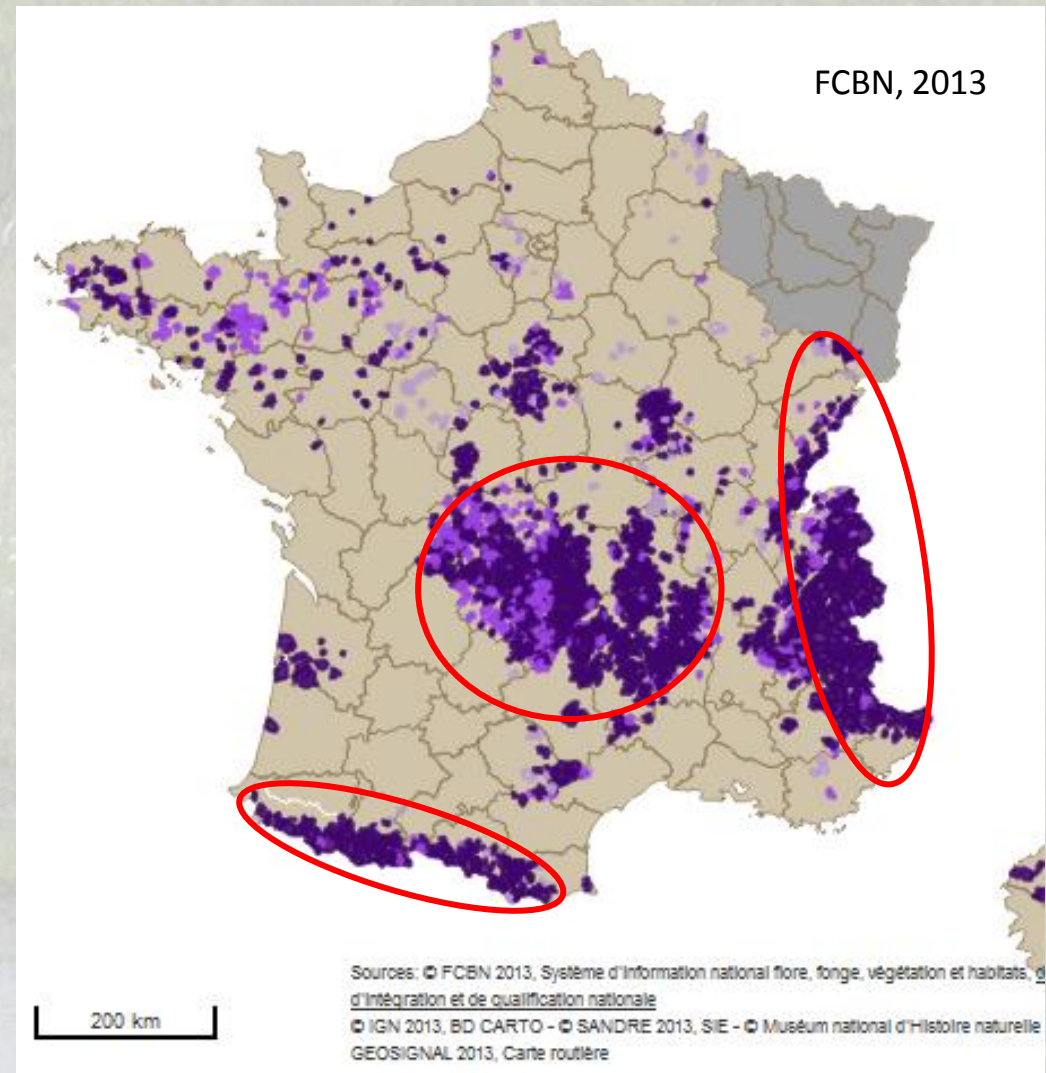 FCBN, 2013
Sources: © FCBN 2013, Système d'information national flore, fonge, végétation et habitats, d
d'intégration et de qualification nationale
200 km
© IGN 2013, BD CARTO - © SANDRE 2013, SIE - © Muséum national d'Histoire naturelle
GEOSIGNAL 2013, Carte routière